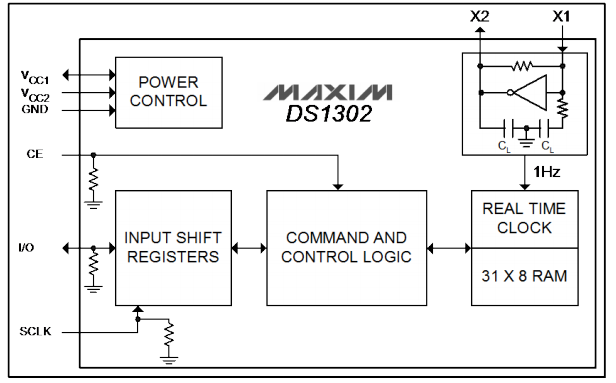 X2 X1
VCC1
VCC2
GND
POWER
CONTROL
MAXIM
DS1302
CL CL
CE
1Hz
I/O
INPUT SHIFT
REGISTERS
COMMAND AND
CONTROL LOGIC
REAL TIME
CLOCK
31 X 8 RAM
SCLK